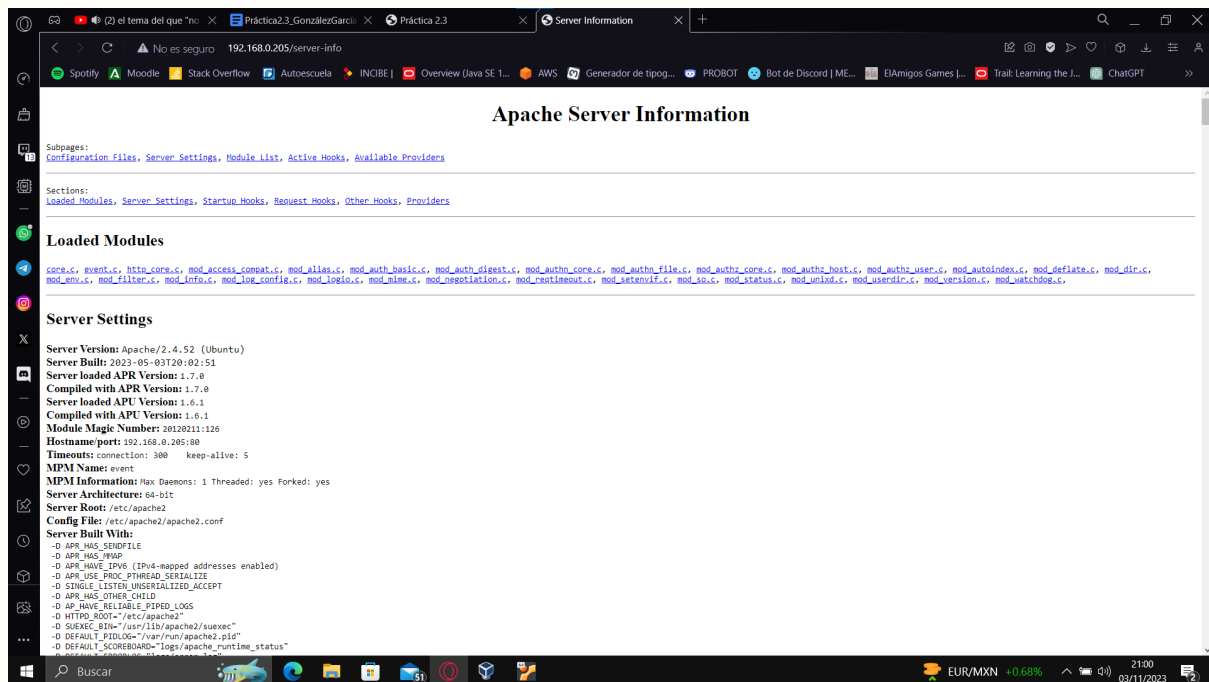 (2) el tema del que "no
Práctica2.3_GonzálezGarcía
Práctica 2.3
Server Information
No es seguro 192.168.0.205/server-info
Spotify Moodle Stack Overflow Autoescuela INCIBE | Overview (Java SE 1... AWS Generador de tipog... PROBOT Bot de Discord | ME... ElAmigos Games |... Trail: Learning the J... ChatGPT
Apache Server Information
Subpages:
Configuration Files, Server Settings, Module List, Active Hooks, Available Providers
Sections:
Loaded Modules, Server Settings, Startup Hooks, Request Hooks, Other Hooks, Providers
Loaded Modules
core.c, event.c, http_core.c, mod_access_compat.c, mod_alias.c, mod_auth_basic.c, mod_auth_digest.c, mod_authn_core.c, mod_authn_file.c, mod_authz_core.c, mod_authz_host.c, mod_authz_user.c, mod_autoindex.c, mod_deflate.c, mod_dir.c,
mod_env.c, mod_filter.c, mod_info.c, mod_log_config.c, mod_logio.c, mod_mime.c, mod_negotiation.c, mod_reqtimeout.c, mod_setenvif.c, mod_so.c, mod_status.c, mod_unixd.c, mod_userdir.c, mod_version.c, mod_watchdog.c,
Server Settings
Server Version: Apache/2.4.52 (Ubuntu)
Server Built: 2023-05-03T20:02:51
Server loaded APR Version: 1.7.0
Compiled with APR Version: 1.7.0
Server loaded APU Version: 1.6.1
Compiled with APU Version: 1.6.1
Module Magic Number: 20120211:126
Hostname/port: 192.168.0.205:80
Timeouts: connection: 300 keep-alive: 5
MPM Name: event
MPM Information: Max Daemons: 1 Threaded: yes Forked: yes
Server Architecture: 64-bit
Server Root: /etc/apache2
Config File: /etc/apache2/apache2.conf
Server Built With:
-D APR_HAS_SENDFILE
-D APR_HAS_MMAP
-D APR_HAVE_IPV6 (IPv4-mapped addresses enabled)
-D APR_USE_PROC_PTHREAD_SERIALIZE
-D SINGLE_LISTEN_UNSERIALIZED_ACCEPT
-D APR_HAS_OTHER_CHILD
-D AP_HAVE_RELIABLE_PIPED_LOGS
-D HTTPD_ROOT="/etc/apache2"
-D SUEXEC_BIN="/usr/lib/apache2/suexec"
-D DEFAULT_PIDLOG="/var/run/apache2.pid"
-D DEFAULT_SCOREBOARD="logs/apache_runtime_status"
-D DEFAULT_ERRORLOG="logs/error_log"
13
Buscar
51
EUR/MXN +0.68%
21:00
03/11/2023
2